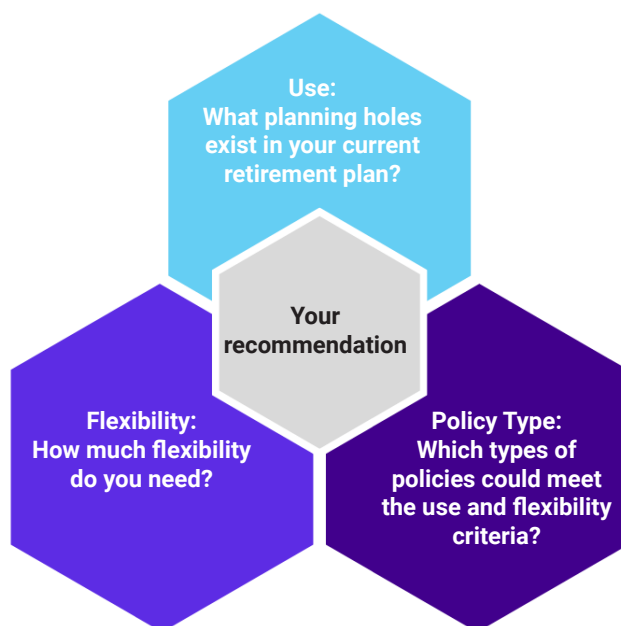 Use:
What planning holes
exist in your current
retirement plan?
Your
recommendation
Flexibility:
How much flexibility
do you need?
Policy Type:
Which types of
policies could meet
the use and flexibility
criteria?